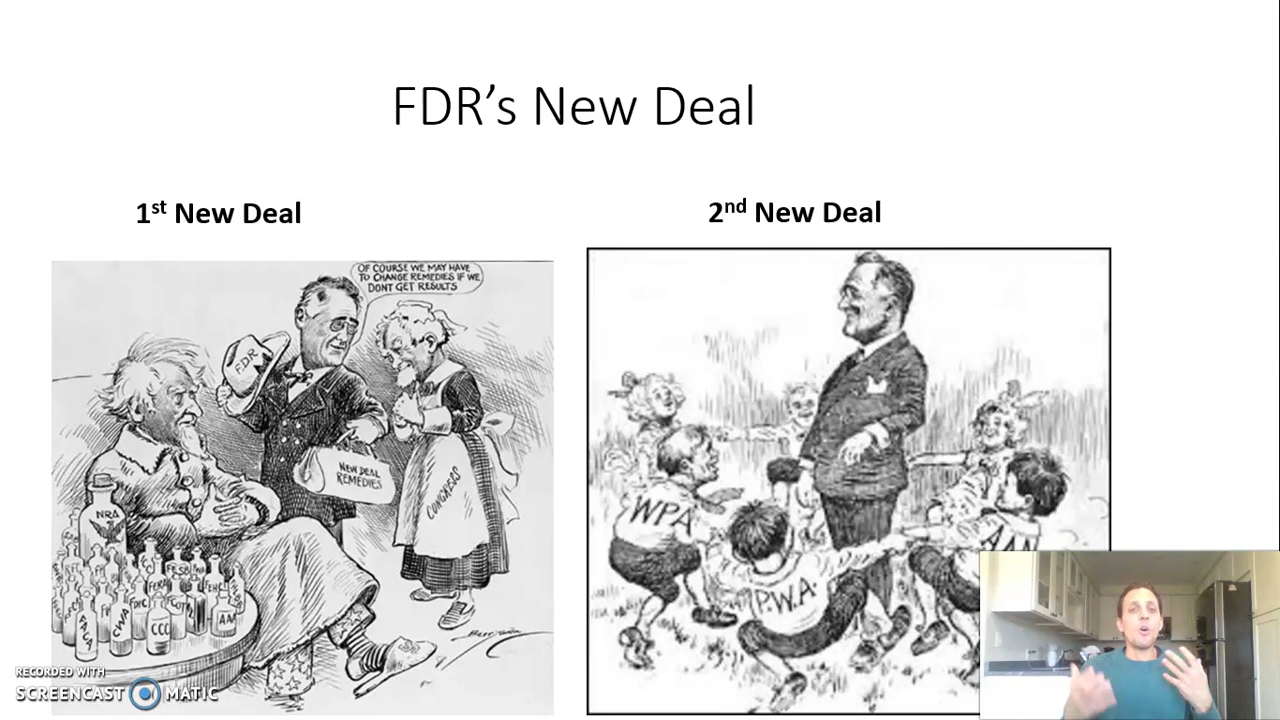 FDR's New Deal
1st New Deal
2nd New Deal
OF COURSE WE MAY HAVE
TO CHANGE REMEDIES IF WE
DONT GET RESULTS
FDR
NEW DEAL
REMEDIES
CONGRESS
NRA
CWA
CCC
WPA
P.W.A.
RECORDED WITH
SCREENCAST MATIC